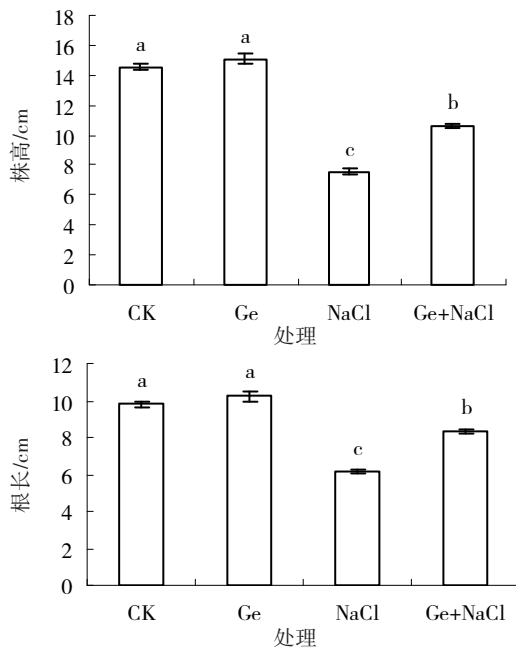 18
16
14
12
10
8
6
4
2
0
株高/cm
a
a
c
b
CK Ge NaCl Ge+NaCl
处理
12
10
8
6
4
2
0
根长/cm
a
a
c
b
CK Ge NaCl Ge+NaCl
处理